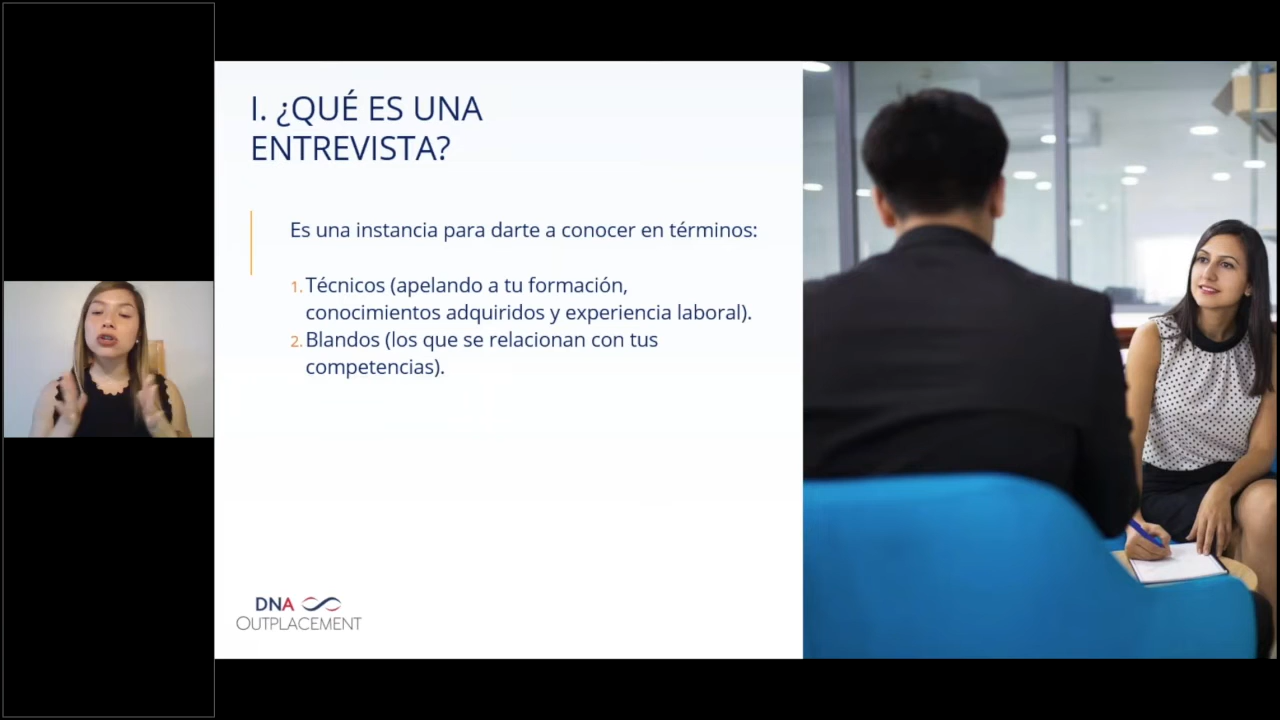 I. ¿QUÉ ES UNA
ENTREVISTA?
Es una instancia para darte a conocer en términos:
1. Técnicos (apelando a tu formación,
conocimientos adquiridos y experiencia laboral).
2. Blandos (los que se relacionan con tus
competencias).
DNA
OUTPLACEMENT